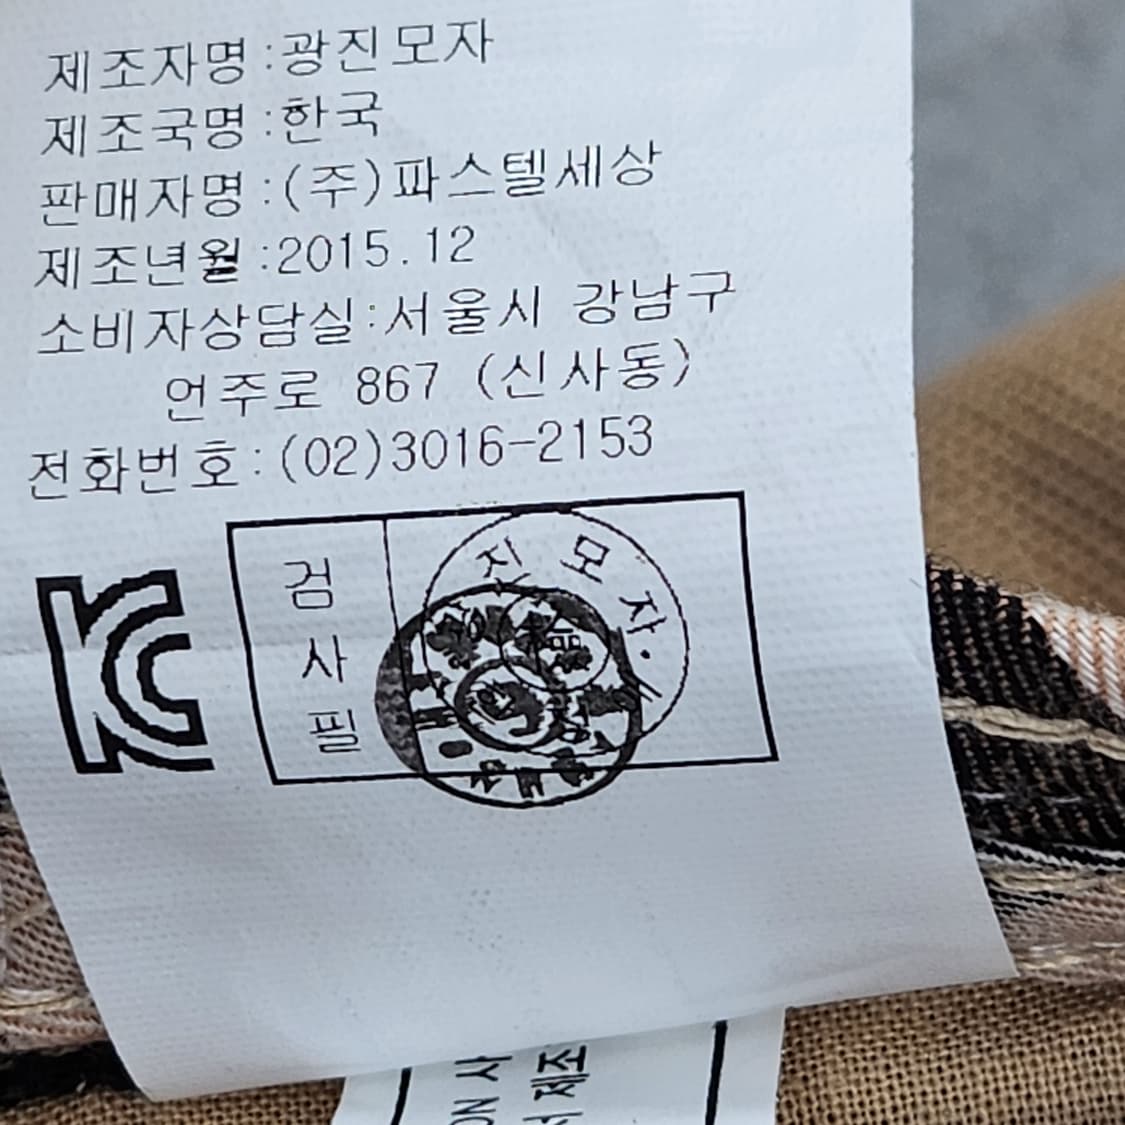 제조자명:광진모자
제조국명:한국
판매자명:(주)파스텔세상
제조년월:2015.12
소비자상담실:서울시 강남구
언주로 867 (신사동)
전화번호:(02)3016-2153
KC
검
사
필
모자